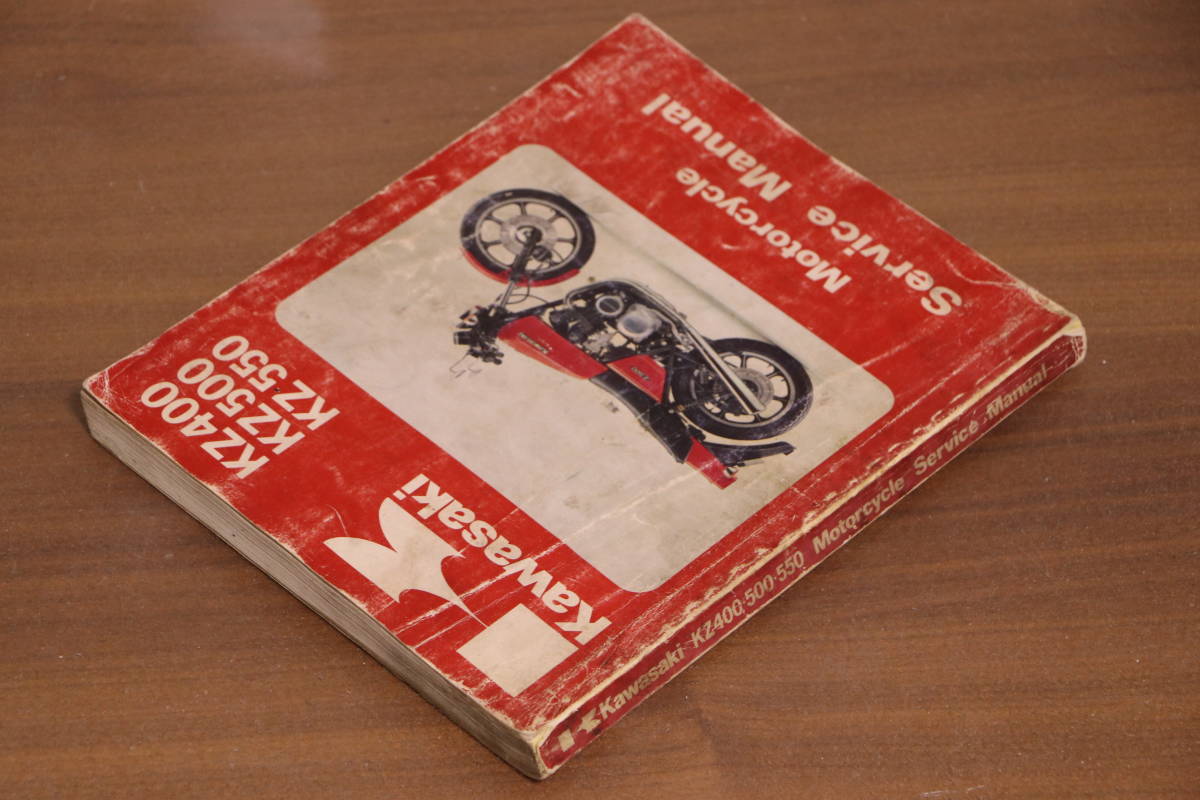 Kawasaki
KZ400
KZ500
KZ550
Motorcycle
Service Manual
Kawasaki KZ400·500·550 Motorcycle Service Manual